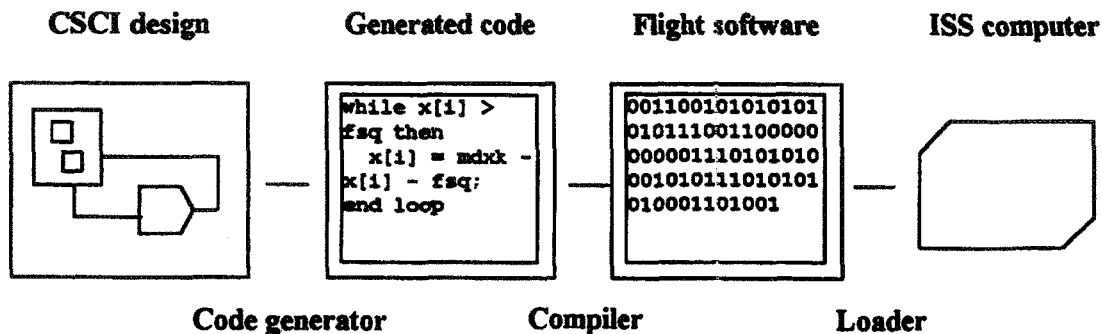 CSCI design
Generated code
Flight software
ISS computer
while x[i] >
fsq then
x[i] = mdxk -
x[i] - fsq;
end loop
001100101010101
010111001100000
000001110101010
001010111010101
010001101001
Code generator
Compiler
Loader